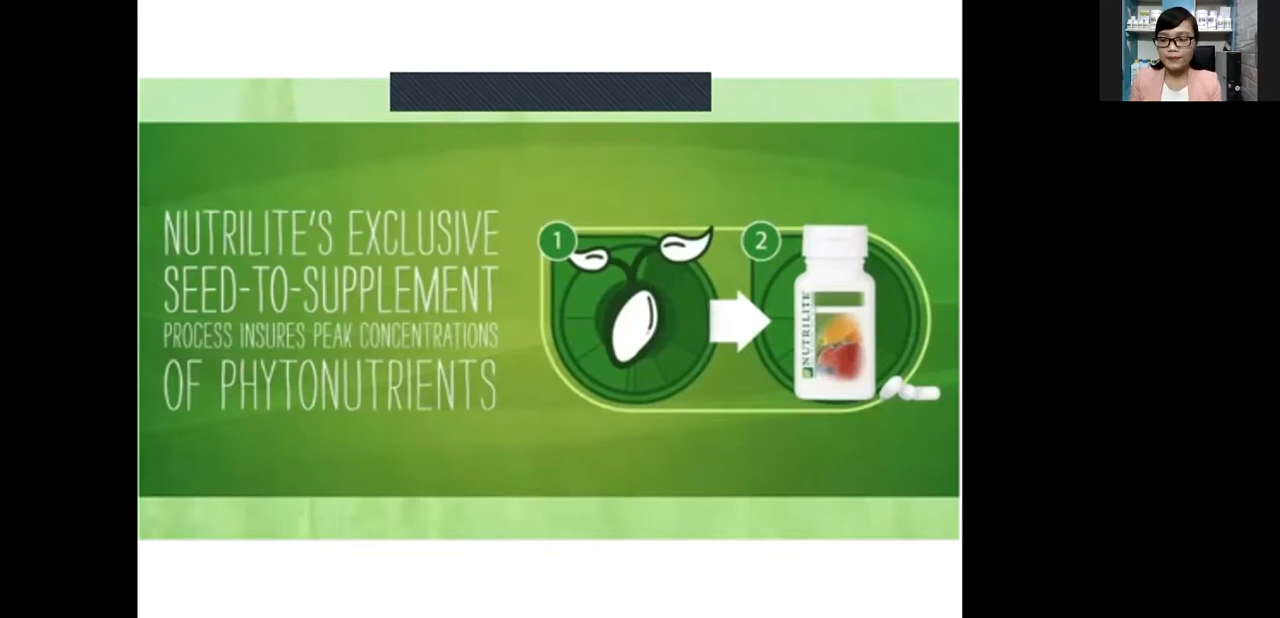 NUTRILITE'S EXCLUSIVE
SEED-TO-SUPPLEMENT
PROCESS INSURES PEAK CONCENTRATIONS
OF PHYTONUTRIENTS
1
2
NUTRILITE